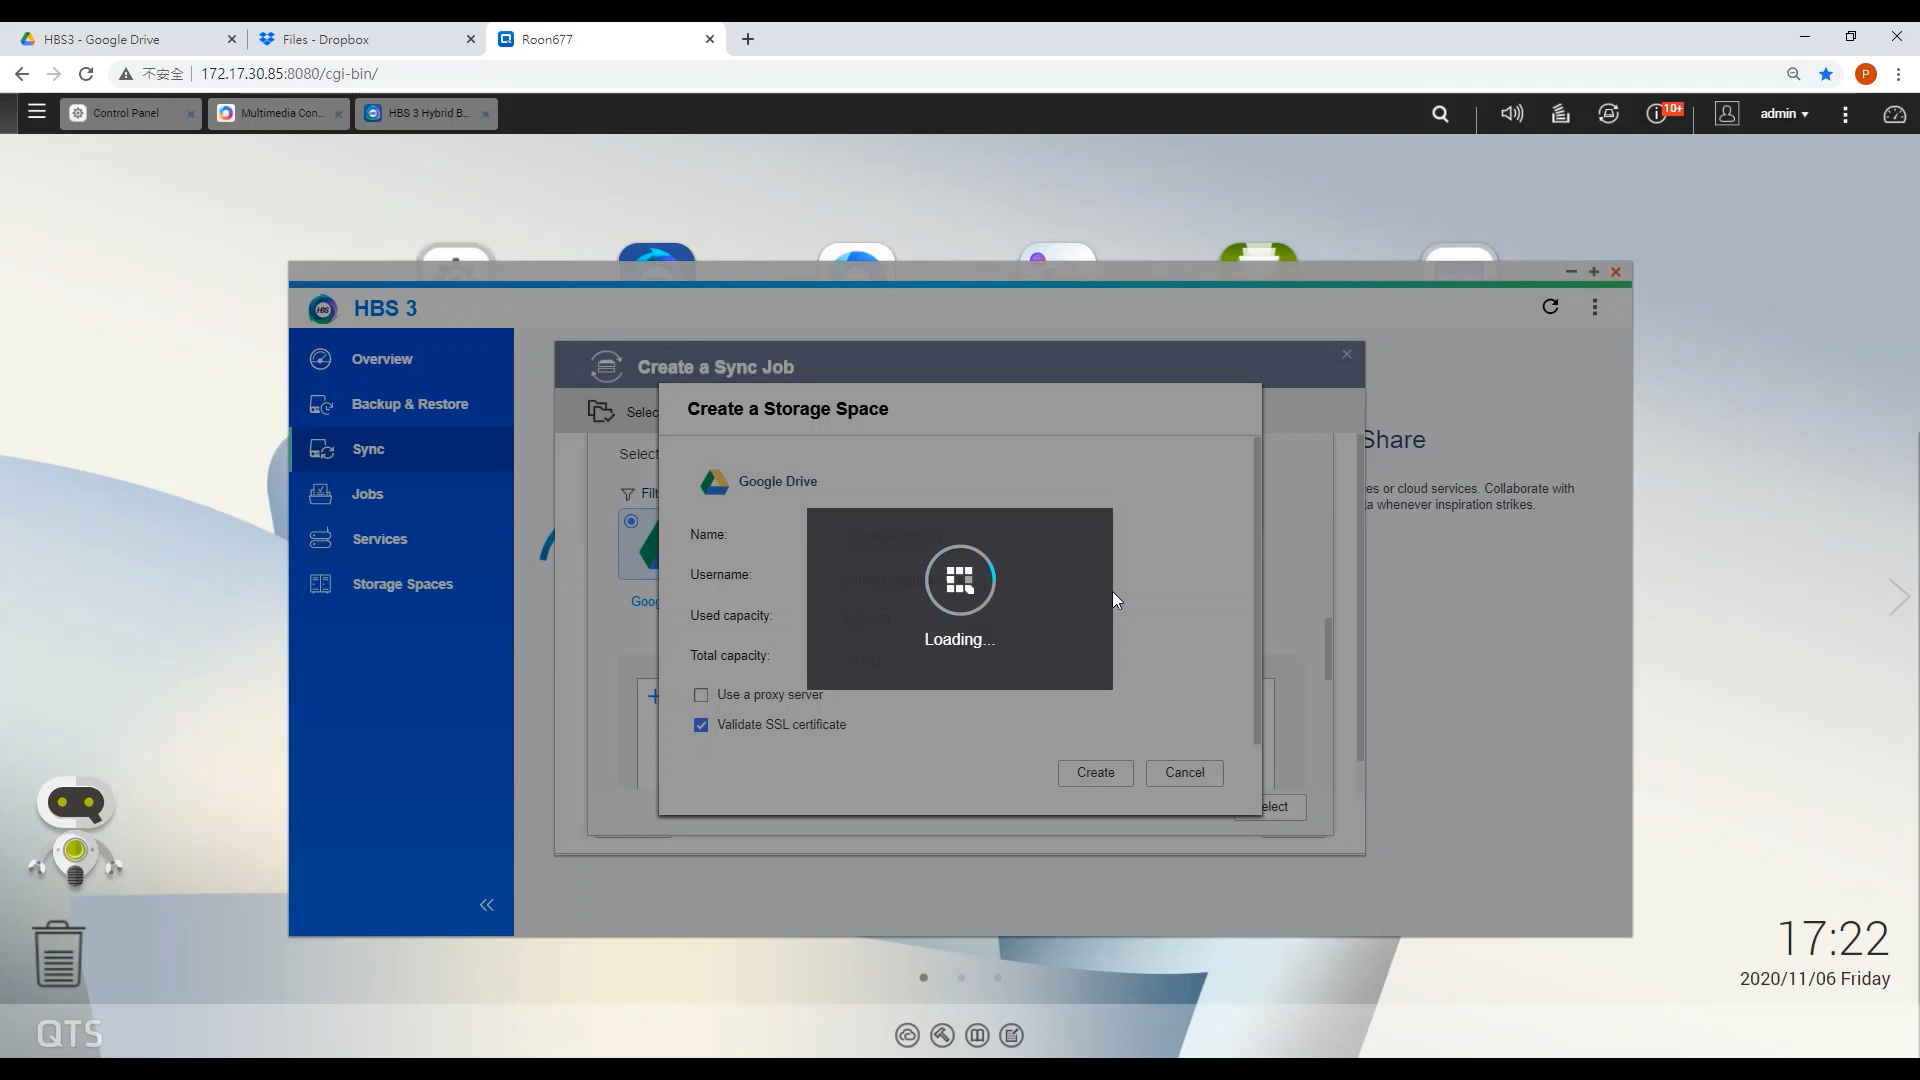 HBS3 - Google Drive
Files - Dropbox
Roon677
不安全
172.17.30.85:8080/cgi-bin/
P
Control Panel
Multimedia Con...
HBS 3 Hybrid B...
10+
admin
HBS
HBS 3
Overview
Backup & Restore
Sync
Jobs
Services
Storage Spaces
Create a Sync Job
Selec
Create a Storage Space
Share
Select
Google Drive
Filt
es or cloud services. Collaborate with
a whenever inspiration strikes.
Name:
Username:
Goog
Used capacity:
Loading...
Total capacity:
Use a proxy server
Validate SSL certificate
Create
Cancel
elect
17:22
2020/11/06 Friday
QTS